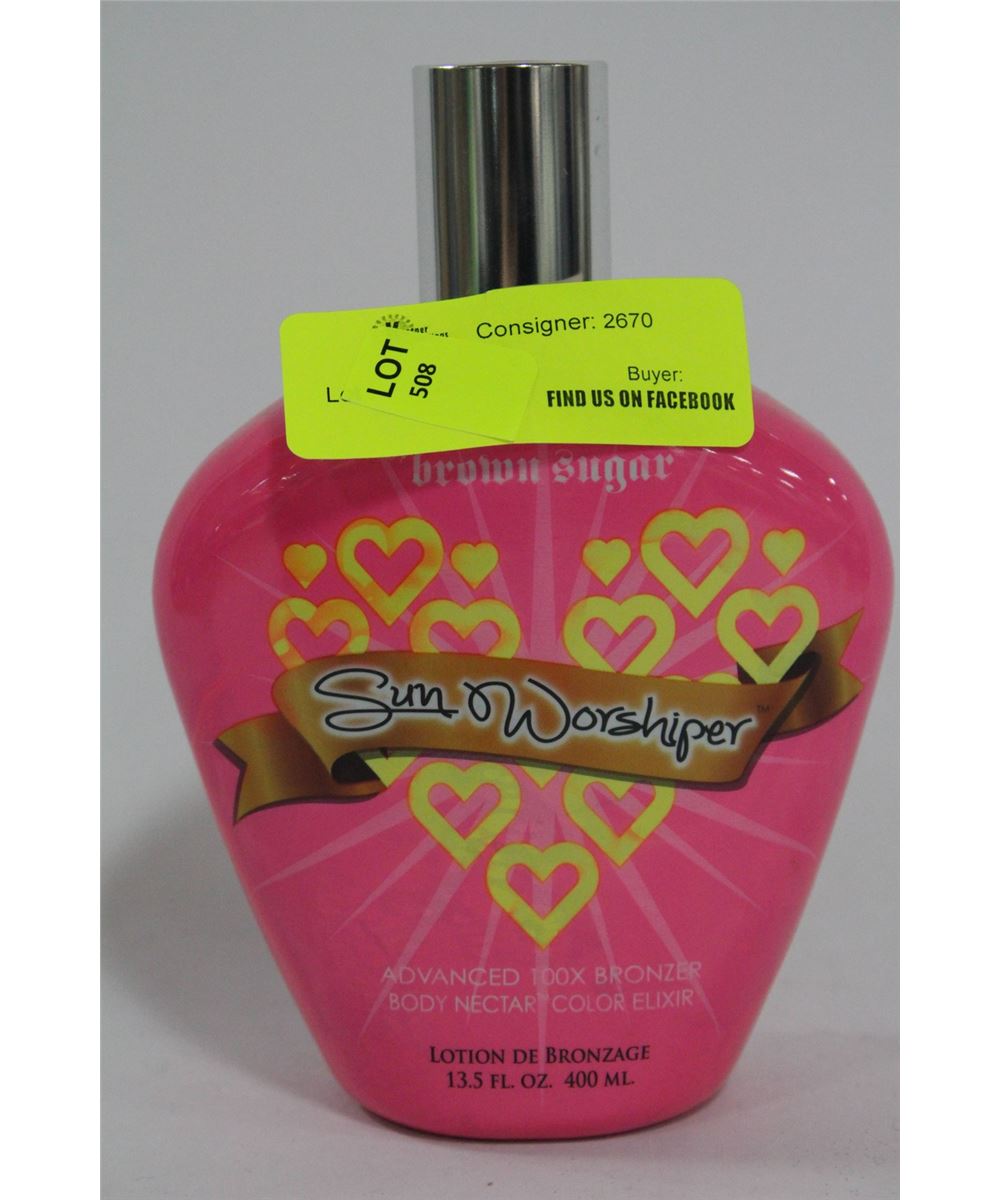 Consigner: 2670
LOT
508
Buyer:
FIND US ON FACEBOOK
brown sugar
Sun Worshiper™
ADVANCED 100X BRONZER
BODY NECTAR COLOR ELIXIR
LOTION DE BRONZAGE
13.5 FL. OZ. 400 ML.